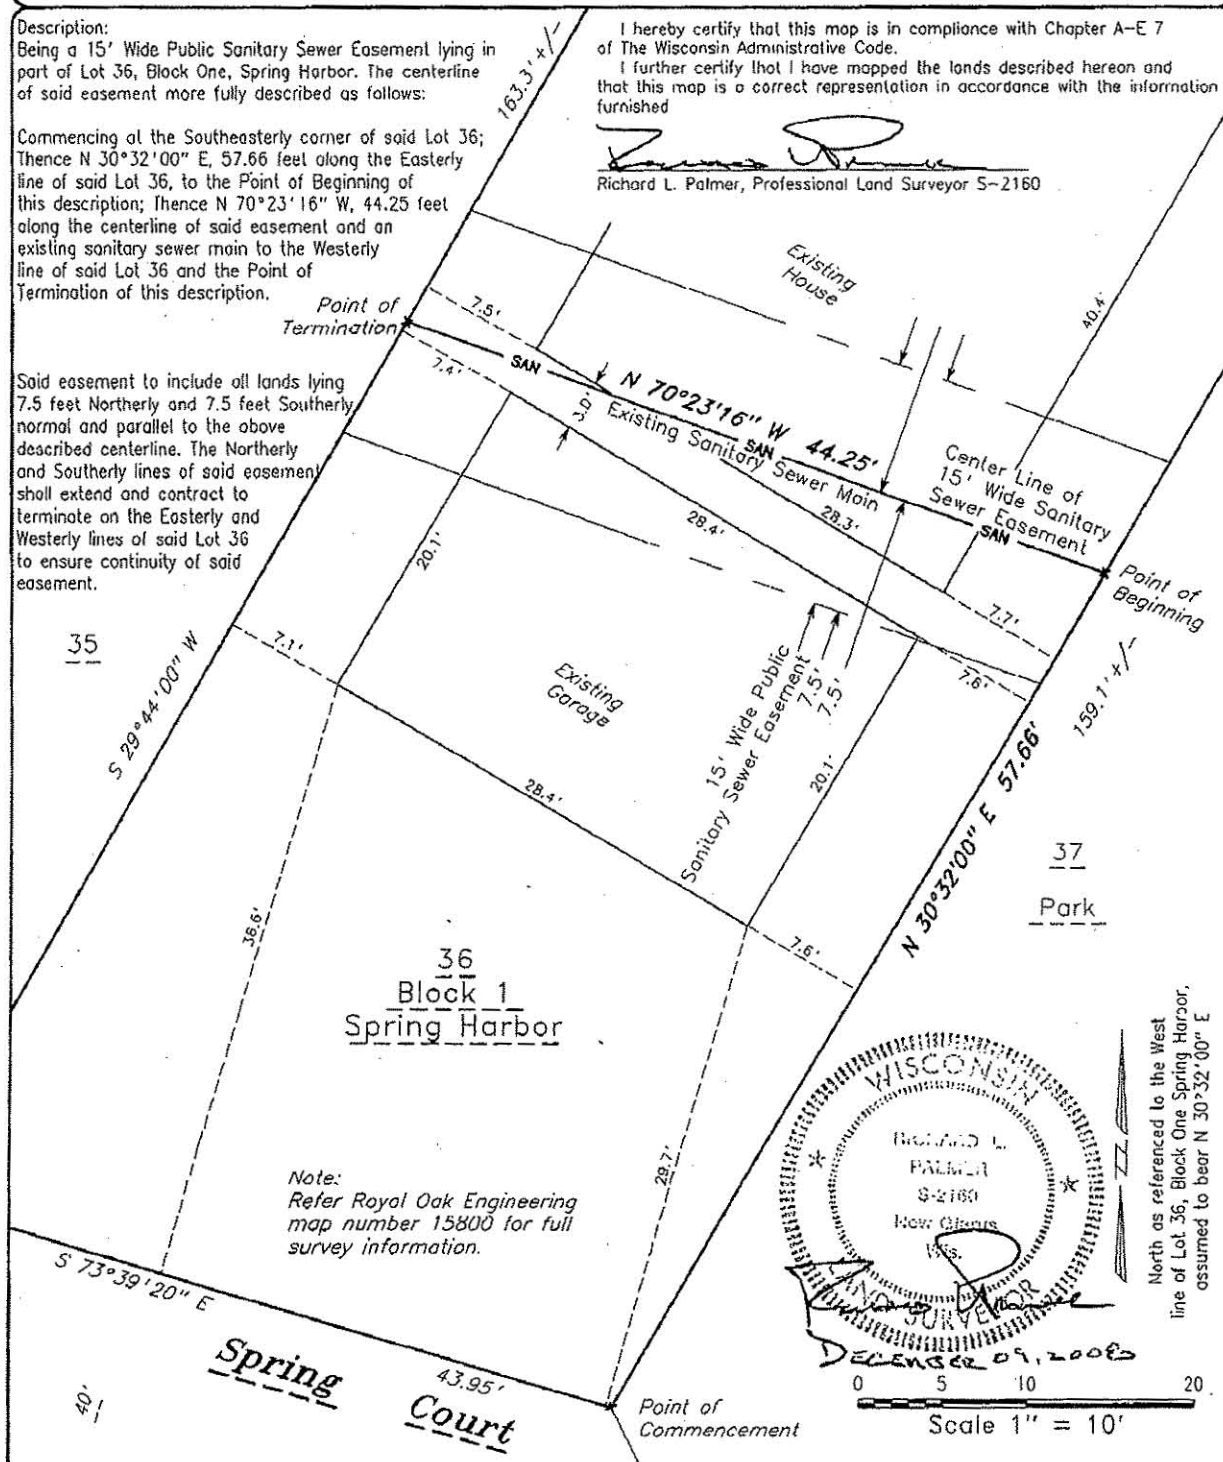 Description:
Being a 15' Wide Public Sanitary Sewer Easement lying in
part of Lot 36, Block One, Spring Harbor. The centerline
of said easement more fully described as follows:
Commencing at the Southeasterly corner of said Lot 36;
Thence N 30°32'00" E, 57.66 feet along the Easterly
line of said Lot 36, to the Point of Beginning of
this description; Thence N 70°23'16" W, 44.25 feet
along the centerline of said easement and an
existing sanitary sewer main to the Westerly
line of said Lot 36 and the Point of
Termination of this description.
Said easement to include all lands lying
7.5 feet Northerly and 7.5 feet Southerly
normal and parallel to the above
described centerline. The Northerly
and Southerly lines of said easement
shall extend and contract to
terminate on the Easterly and
Westerly lines of said Lot 36
to ensure continuity of said
easement.
I hereby certify that this map is in compliance with Chapter A-E 7
of The Wisconsin Administrative Code.
I further certify that I have mapped the lands described hereon and
that this map is a correct representation in accordance with the information
furnished
Richard L. Palmer, Professional Land Surveyor S-2160
163.3' +/-
Existing
House
40.4'
Point of
Termination
7.5'
7.4'
SAN
3.0'
N 70°23'16" W 44.25'
Existing Sanitary Sewer Main
SAN
Center Line of
15' Wide Sanitary
Sewer Easement
SAN
28.3'
28.4'
20.1'
Point of
Beginning
7.7'
7.6'
159.1' +/-
35
7.1'
S 29°44'00" W
Existing
Garage
15' Wide Public
Sanitary Sewer Easement
7.5'
7.5'
20.1'
28.4'
N 30°32'00" E 57.66'
37
Park
7.6'
38.6'
36
Block 1
Spring Harbor
29.7'
Note:
Refer Royal Oak Engineering
map number 15800 for full
survey information.
S 73°39'20" E
43.95'
Spring Court
40'
Point of
Commencement
WISCONSIN
RICHARD L.
PALMER
S-2160
New Glarus
Wis.
LAND SURVEYOR
DECEMBER 09, 2008
North as referenced to the West
line of Lot 36, Block One Spring Harbor,
assumed to bear N 30°32'00" E
N
0 5 10 20
Scale 1" = 10'